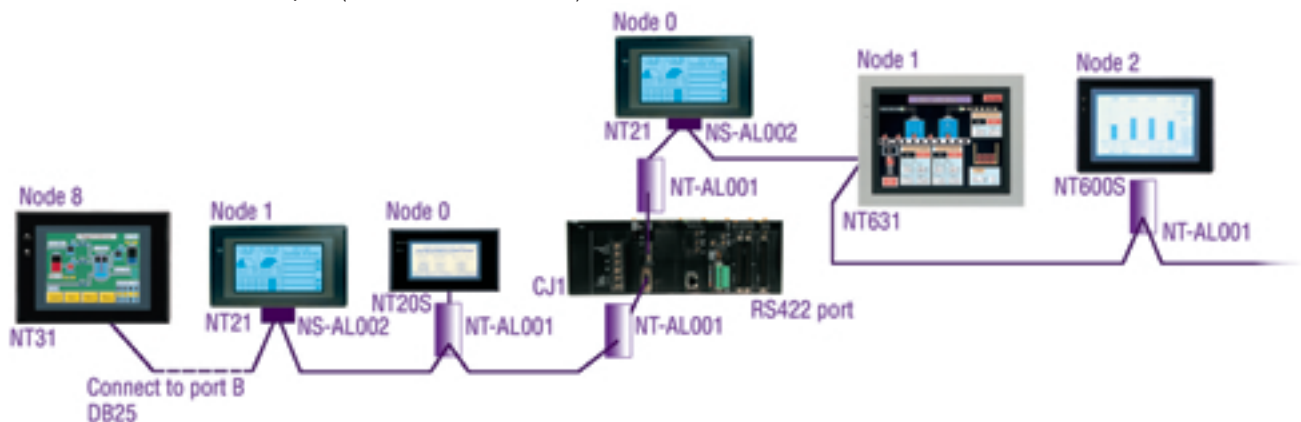 Node 0
Node 1
Node 2
NT21
NS-AL002
NT-AL001
NT631
NT600S
NT-AL001
Node 8
Node 1
Node 0
CJ1
RS422 port
NT31
NT21
NS-AL002
NT20S
NT-AL001
NT-AL001
Connect to port B
DB25